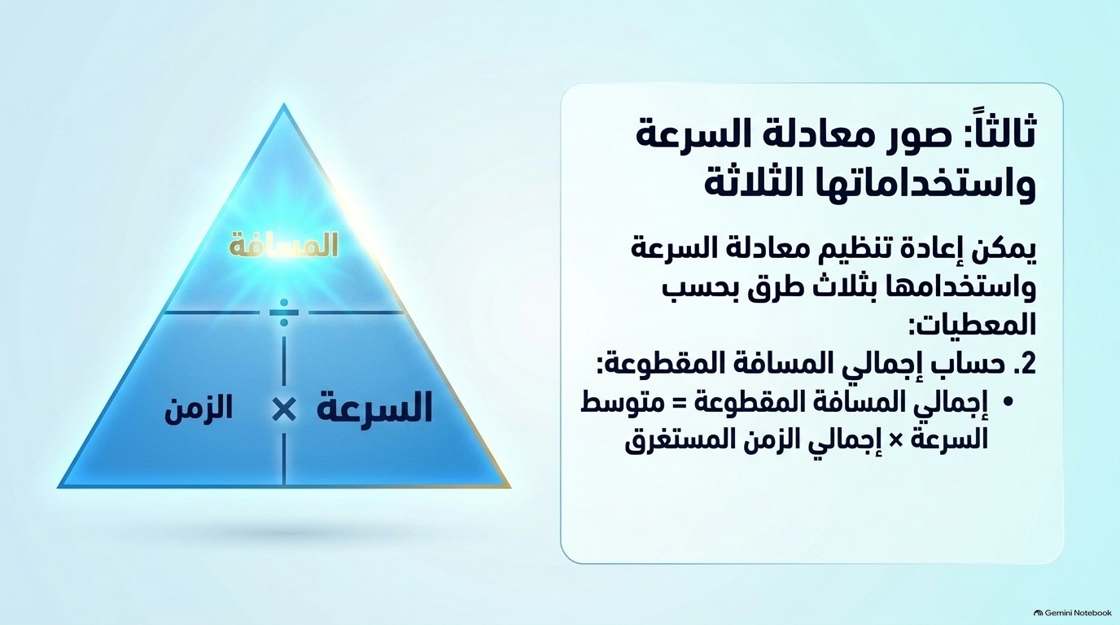 ثالثاً: صور معادلة السرعة
واستخداماتها الثلاثة
يمكن إعادة تنظيم معادلة السرعة
واستخدامها بثلاث طرق بحسب
المعطيات:
2. حساب إجمالي المسافة المقطوعة:
• إجمالي المسافة المقطوعة = متوسط
السرعة × إجمالي الزمن المستغرق
المسافة
÷
السرعة × الزمن
Gemini Notebook